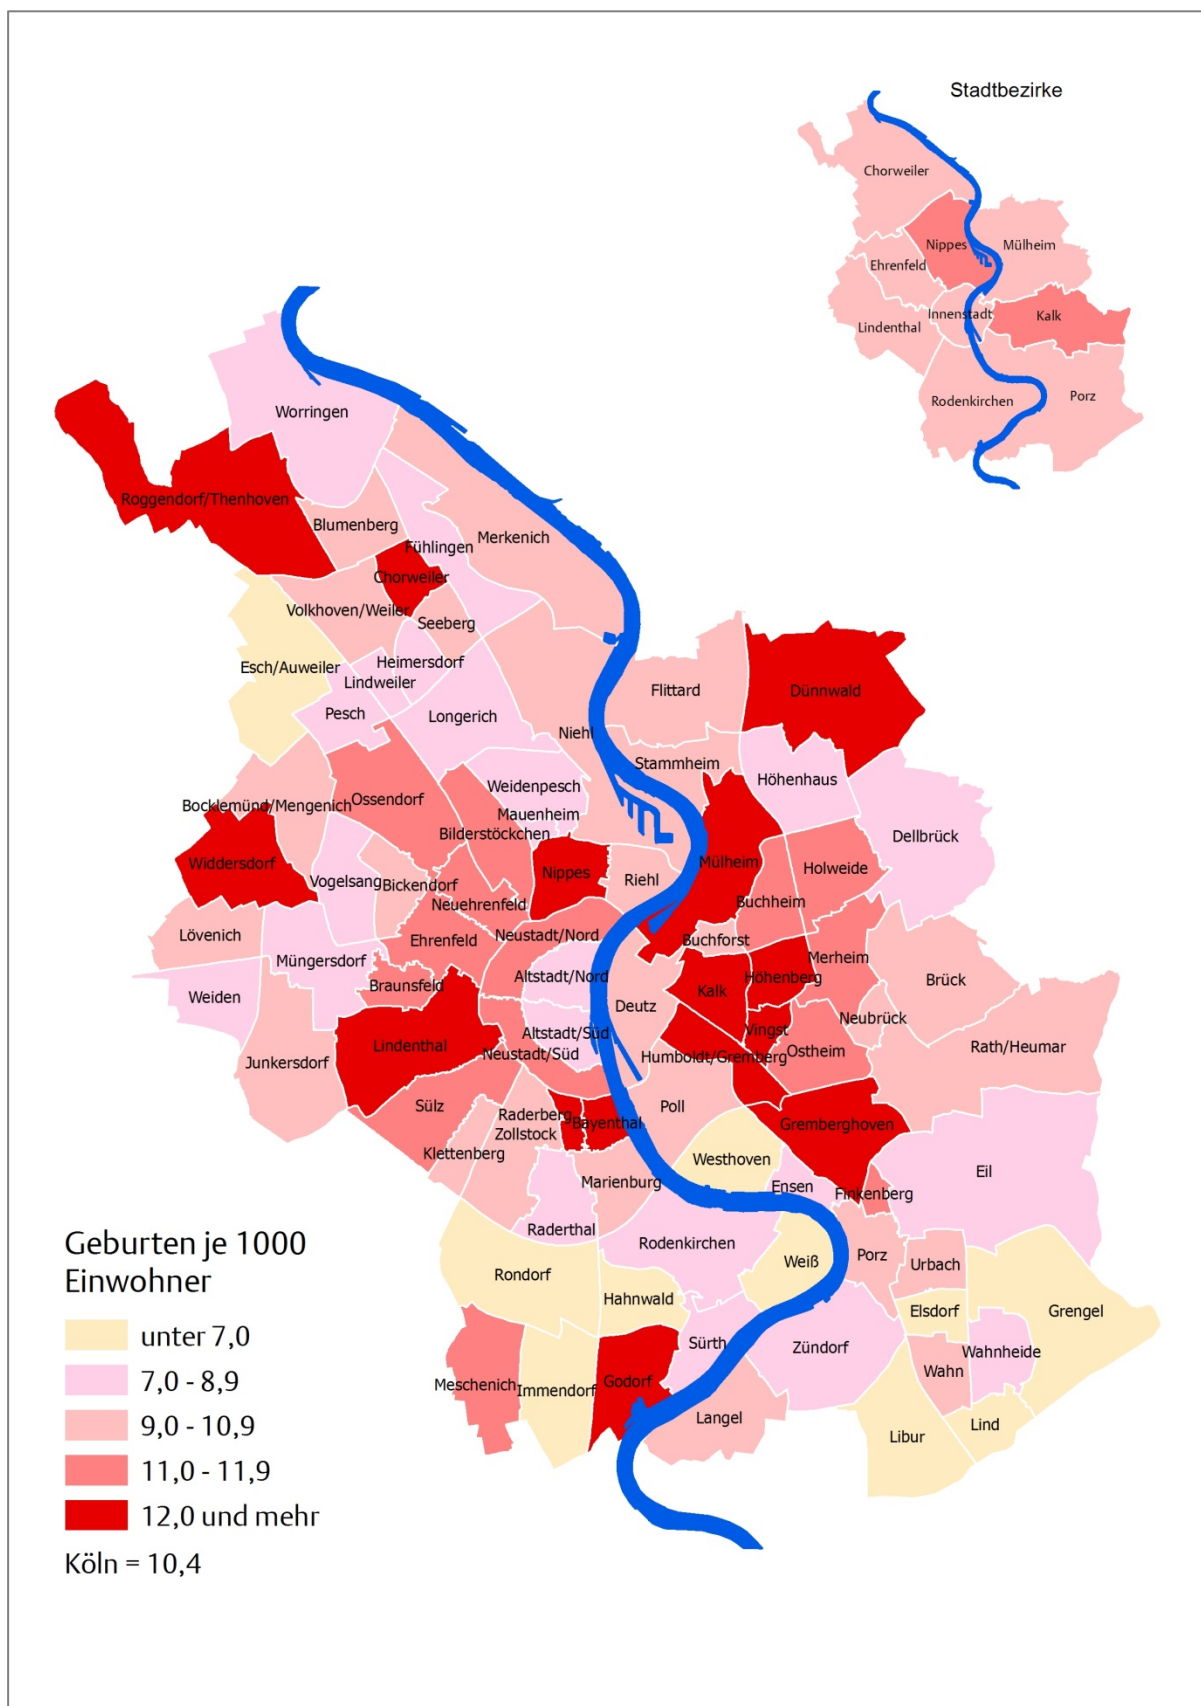 Stadtbezirke
Chorweiler
Nippes
Mülheim
Ehrenfeld
Innenstadt
Kalk
Lindenthal
Rodenkirchen
Porz
Worringen
Roggendorf/Thenhoven
Blumenberg
Fühlingen
Merkenich
Chorweiler
Volkhoven/Weiler
Seeberg
Esch/Auweiler
Heimersdorf
Lindweiler
Pesch
Longerich
Flittard
Dünnwald
Niehl
Stammheim
Höhenhaus
Weidenpesch
Bocklemünd/Mengenich
Ossendorf
Mauenheim
Bilderstöckchen
Dellbrück
Widdersdorf
Nippes
Mülheim
Holweide
Vogelsang
Bickendorf
Riehl
Buchheim
Neuehrenfeld
Lövenich
Ehrenfeld
Neustadt/Nord
Buchforst
Müngersdorf
Merheim
Altstadt/Nord
Höhenberg
Brück
Braunsfeld
Weiden
Kalk
Deutz
Neubrück
Vingst
Altstadt/Süd
Lindenthal
Rath/Heumar
Neustadt/Süd
Humboldt/Gremberg
Ostheim
Junkersdorf
Sülz
Poll
Raderberg
Bayenthal
Gremberghoven
Zollstock
Klettenberg
Westhoven
Eil
Marienburg
Ensen
Finkenberg
Raderthal
Rodenkirchen
Weiß
Porz
Urbach
Rondorf
Hahnwald
Elsdorf
Grengel
Sürth
Zündorf
Wahnheide
Wahn
Meschenich
Immendorf
Godorf
Langel
Lind
Libur
Geburten je 1000
Einwohner
unter 7,0
7,0 - 8,9
9,0 - 10,9
11,0 - 11,9
12,0 und mehr
Köln = 10,4